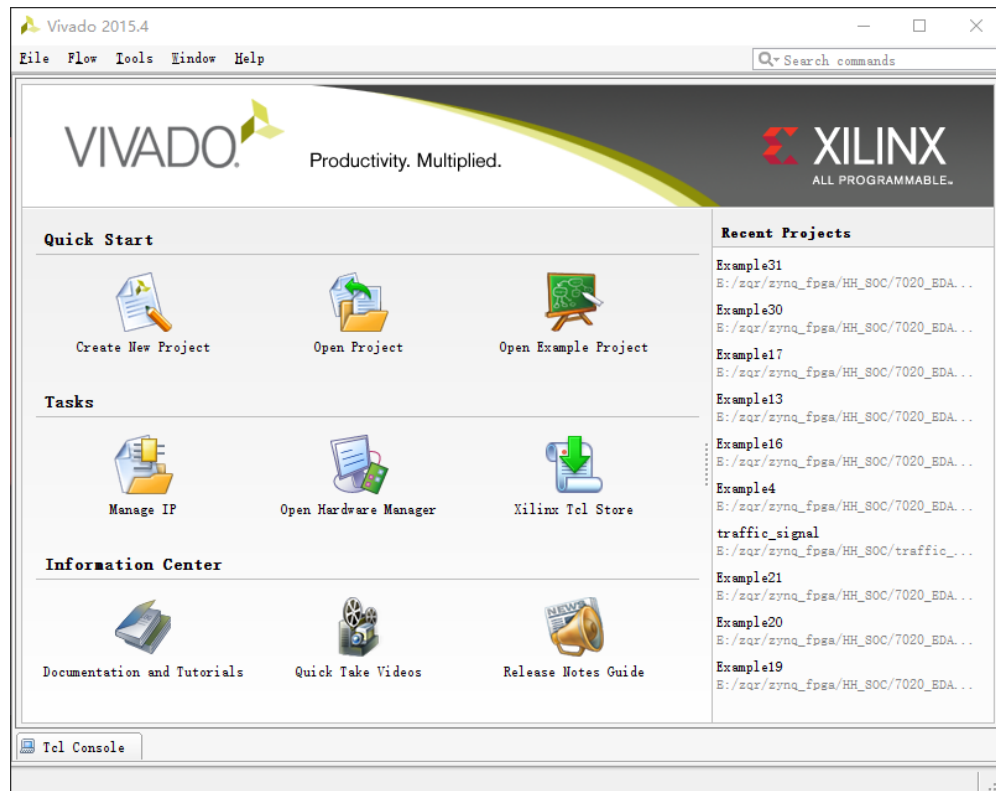 Vivado 2015.4
File Flow Tools Window Help
Search commands
VIVADO.
Productivity. Multiplied.
XILINX
ALL PROGRAMMABLE™
Quick Start
Create New Project
Open Project
Open Example Project
Tasks
Manage IP
Open Hardware Manager
Xilinx Tcl Store
Information Center
NEWS
Documentation and Tutorials
Quick Take Videos
Release Notes Guide
Recent Projects
Example31
E:/zqr/zynq_fpga/HH_SOC/7020_EDA...
Example30
E:/zqr/zynq_fpga/HH_SOC/7020_EDA...
Example17
E:/zqr/zynq_fpga/HH_SOC/7020_EDA...
Example13
E:/zqr/zynq_fpga/HH_SOC/7020_EDA...
Example16
E:/zqr/zynq_fpga/HH_SOC/7020_EDA...
Example4
E:/zqr/zynq_fpga/HH_SOC/7020_EDA...
traffic_signal
E:/zqr/zynq_fpga/HH_SOC/traffic_...
Example21
E:/zqr/zynq_fpga/HH_SOC/7020_EDA...
Example20
E:/zqr/zynq_fpga/HH_SOC/7020_EDA...
Example19
E:/zqr/zynq_fpga/HH_SOC/7020_EDA...
Tcl Console